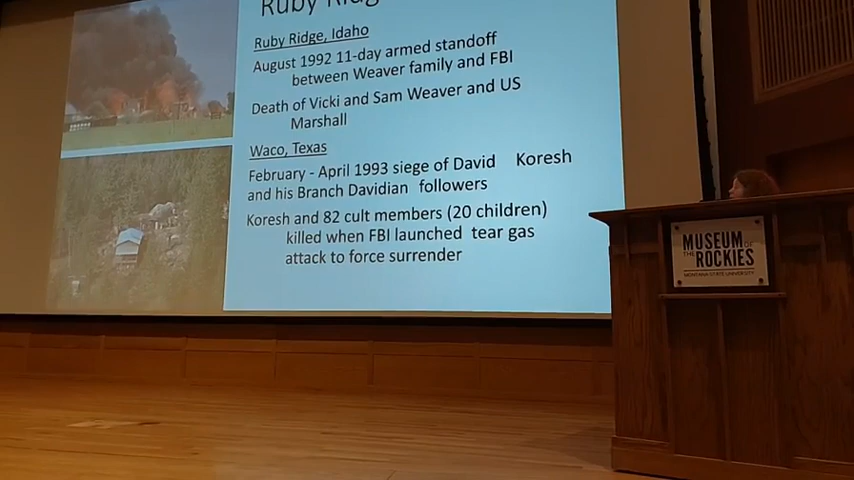 Ruby Ridge, Idaho
August 1992 11-day armed standoff
between Weaver family and FBI
Death of Vicki and Sam Weaver and US
Marshall
Waco, Texas
February - April 1993 siege of David Koresh
and his Branch Davidian followers
Koresh and 82 cult members (20 children)
killed when FBI launched tear gas
attack to force surrender
MUSEUM OF
THE ROCKIES
MONTANA STATE UNIVERSITY